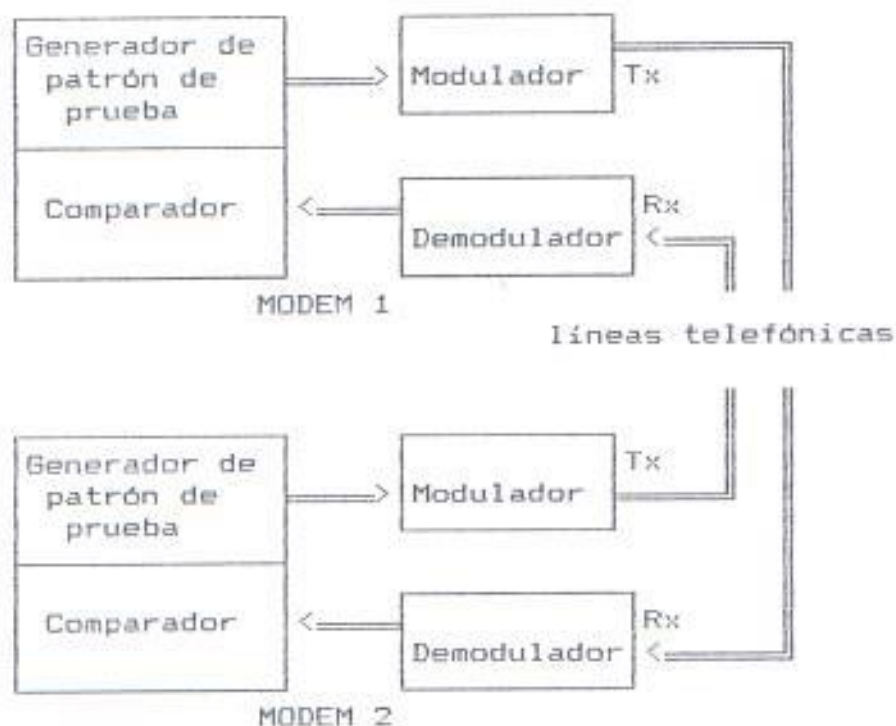 Generador de
patrón de
prueba
Modulador
Tx
Comparador
Demodulador
Rx
MODEM 1
líneas telefónicas
Generador de
patrón de
prueba
Modulador
Tx
Comparador
Demodulador
Rx
MODEM 2